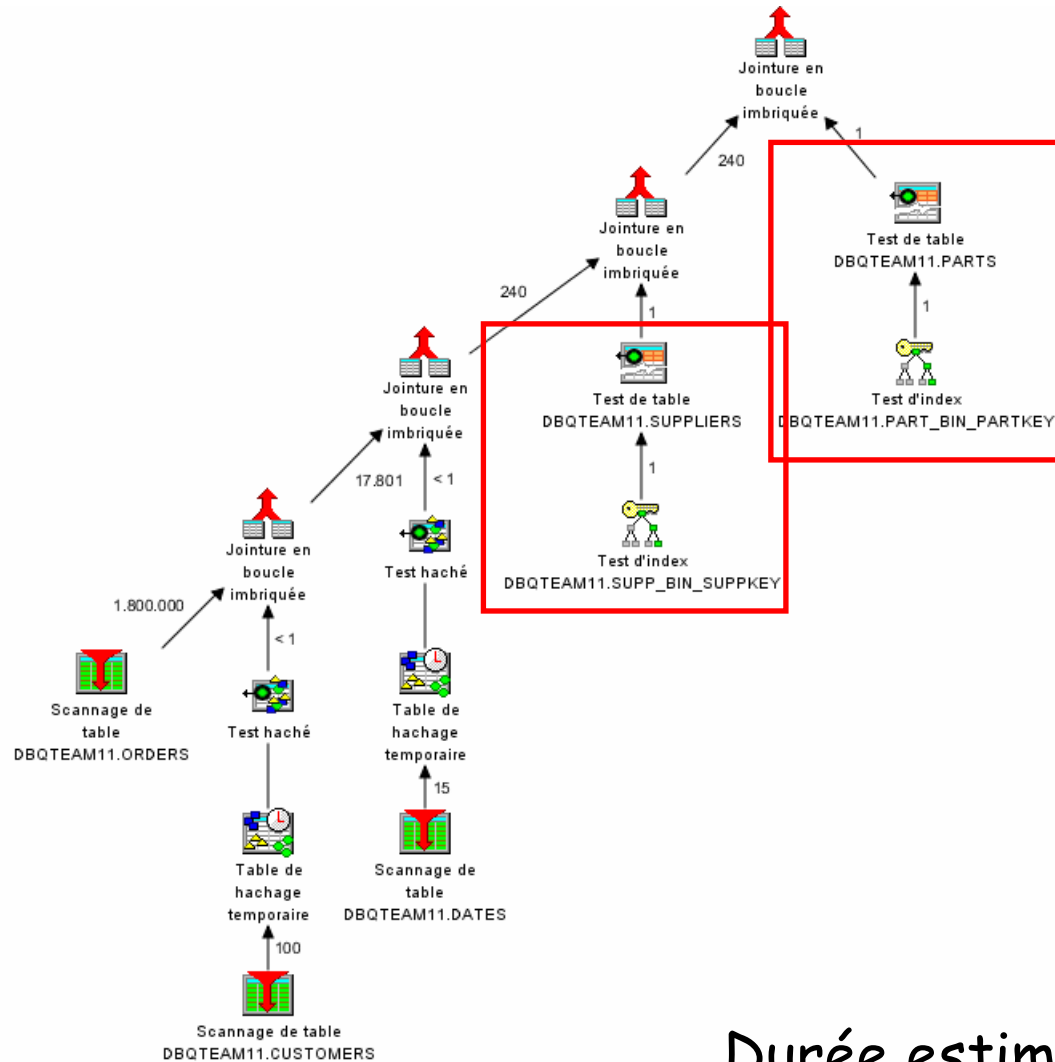 Jointure en
boucle
imbriquée
1
240
Test de table
DBQTEAM11.PARTS
1
Test d'index
DBQTEAM11.PART_BIN_PARTKEY
Jointure en
boucle
imbriquée
240
1
Test de table
DBQTEAM11.SUPPLIERS
1
Test d'index
DBQTEAM11.SUPP_BIN_SUPPKEY
Jointure en
boucle
imbriquée
17.801
< 1
Test haché
Table de
hachage
temporaire
15
Scannage de
table
DBQTEAM11.DATES
Jointure en
boucle
imbriquée
1.800.000
< 1
Scannage de
table
DBQTEAM11.ORDERS
Test haché
Table de
hachage
temporaire
100
Scannage de table
DBQTEAM11.CUSTOMERS
Durée estim